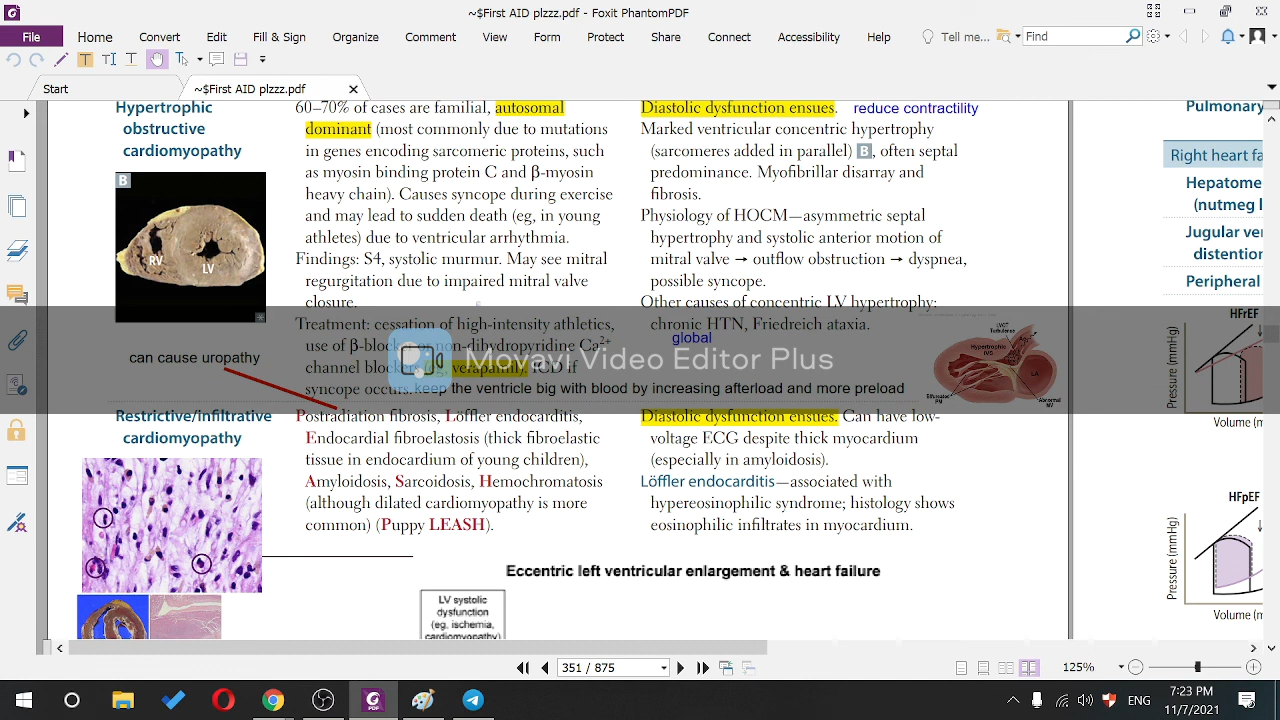 ~$First AID plzzz.pdf - Foxit PhantomPDF
File Home Convert Edit Fill & Sign Organize Comment View Form Protect Share Connect Accessibility Help Tell me... Find
Start ~$First AID plzzz.pdf
Hypertrophic
obstructive
cardiomyopathy
B
RV
LV
60–70% of cases are familial, autosomal
dominant (most commonly due to mutations
in genes encoding sarcomeric proteins, such
as myosin binding protein C and β-myosin
heavy chain). Causes syncope during exercise
and may lead to sudden death (eg, in young
athletes) due to ventricular arrhythmia.
Findings: S4, systolic murmur. May see mitral
regurgitation due to impaired mitral valve
closure.
Treatment: cessation of high-intensity athletics,
use of β-blocker or non-dihydropyridine Ca2+
channel blockers (eg, verapamil). ICD if
syncope occurs. keep the ventricle big with blood by increasing afterload and more preload
Diastolic dysfunction ensues. reduce contractility
Marked ventricular concentric hypertrophy
(sarcomeres added in parallel) B, often septal
predominance. Myofibrillar disarray and
fibrosis.
Physiology of HOCM—asymmetric septal
hypertrophy and systolic anterior motion of
mitral valve → outflow obstruction → dyspnea,
possible syncope.
Other causes of concentric LV hypertrophy:
chronic HTN, Friedreich ataxia.
global
Movavi Video Editor Plus
LVOT
Turbulence
Hypertrophic
IVS
LA
Abnormal
MV
can cause uropathy
Restrictive/infiltrative
cardiomyopathy
Postradiation fibrosis, Löffler endocarditis,
Endocardial fibroelastosis (thick fibroelastic
tissue in endocardium of young children),
Amyloidosis, Sarcoidosis, Hemochromatosis
(although dilated cardiomyopathy is more
common) (Puppy LEASH).
Diastolic dysfunction ensues. Can have low-
voltage ECG despite thick myocardium
(especially in amyloidosis).
Löffler endocarditis—associated with
hypereosinophilic syndrome; histology shows
eosinophilic infiltrates in myocardium.
Eccentric left ventricular enlargement & heart failure
LV systolic
dysfunction
(eg, ischemia,
cardiomyopathy)
Pulmonary
Right heart fa
Hepatome
(nutmeg l
Jugular ve
distention
Peripheral
HFrEF
Pressure (mmHg)
Volume (m
HFpEF
Pressure (mmHg)
Volume (m
351 / 875
125%
ENG
7:23 PM
11/7/2021